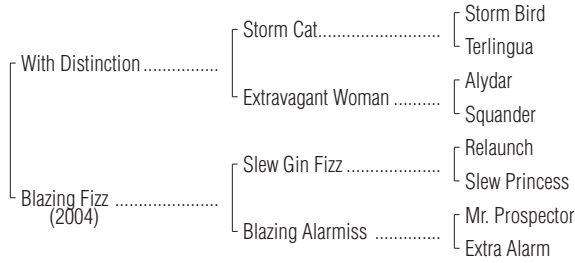 Storm Bird
Storm Cat....................................
Terlingua
With Distinction ......................
Alydar
Extravagant Woman ..............
Squander
Relaunch
Slew Gin Fizz ...........................
Slew Princess
Blazing Fizz ..............................
(2004)
Mr. Prospector
Blazing Alarmiss ...................
Extra Alarm